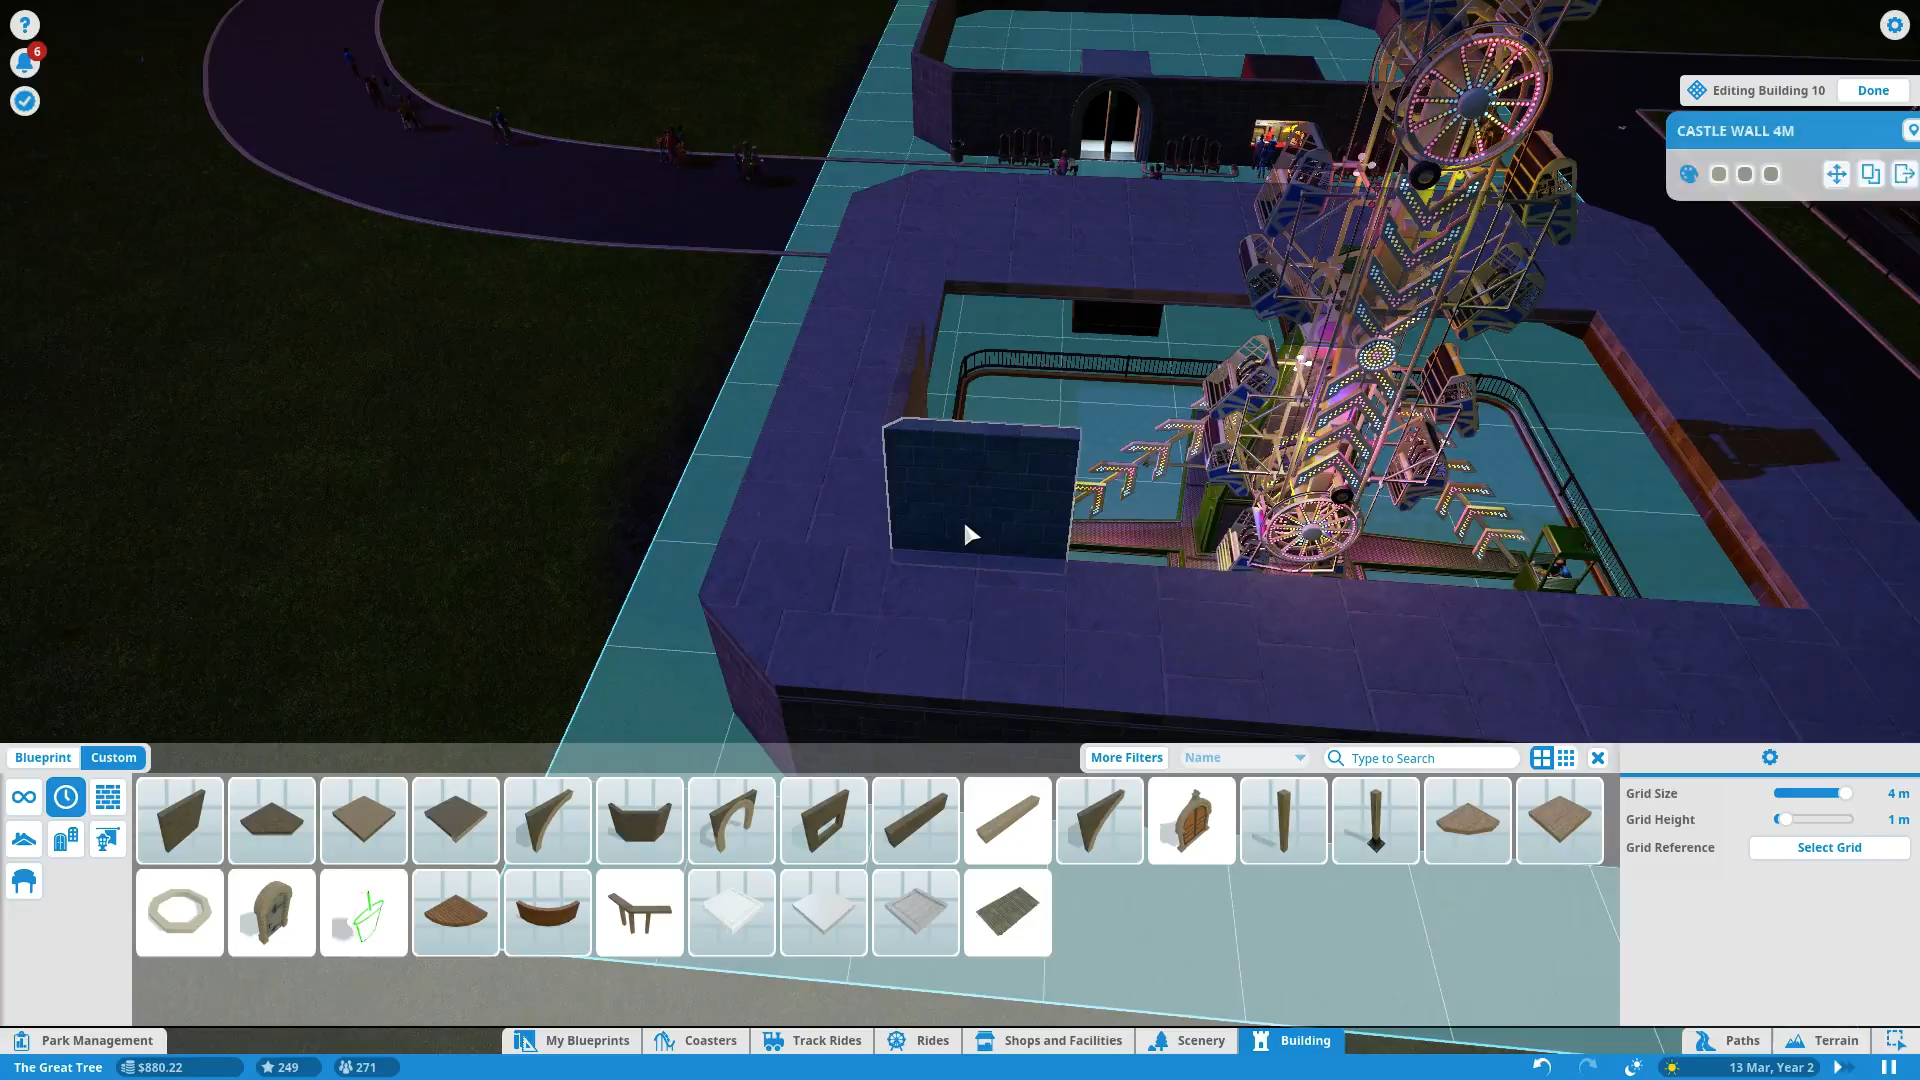 ?
6
Editing Building 10
Done
CASTLE WALL 4M
Blueprint
Custom
More Filters
Name
Type to Search
Grid Size
4 m
Grid Height
1 m
Grid Reference
Select Grid
Park Management
My Blueprints
Coasters
Track Rides
Rides
Shops and Facilities
Scenery
Building
Paths
Terrain
The Great Tree
$880.22
249
271
13 Mar, Year 2